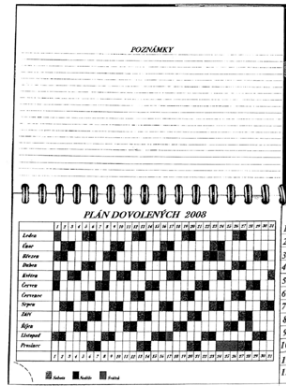 POZNÁMKY
PLÁN DOVOLENÝCH 2008
1 2 3 4 5 6 7 8 9 10 11 12 13 14 15 16 17 18 19 20 21 22 23 24 25 26 27 28 29 30 31
Leden
Únor
Březen
Duben
Květen
Červen
Červenec
Srpen
Září
Říjen
Listopad
Prosinec
1 2 3 4 5 6 7 8 9 10 11 12 13 14 15 16 17 18 19 20 21 22 23 24 25 26 27 28 29 30 31
Sobota Neděle Svátek